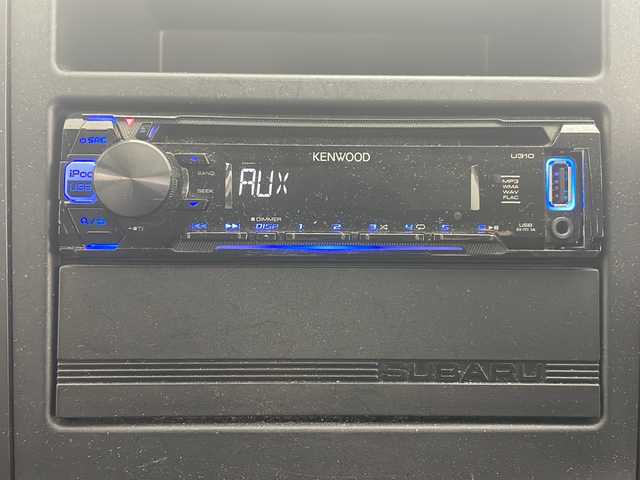 SRC
KENWOOD
U310
iPod
USB
BAND
SEEK
AUX
MP3
WMA
WAV
FLAC
DIMMER
DISP 1 2 3 4 5 6
USB
SUBARU